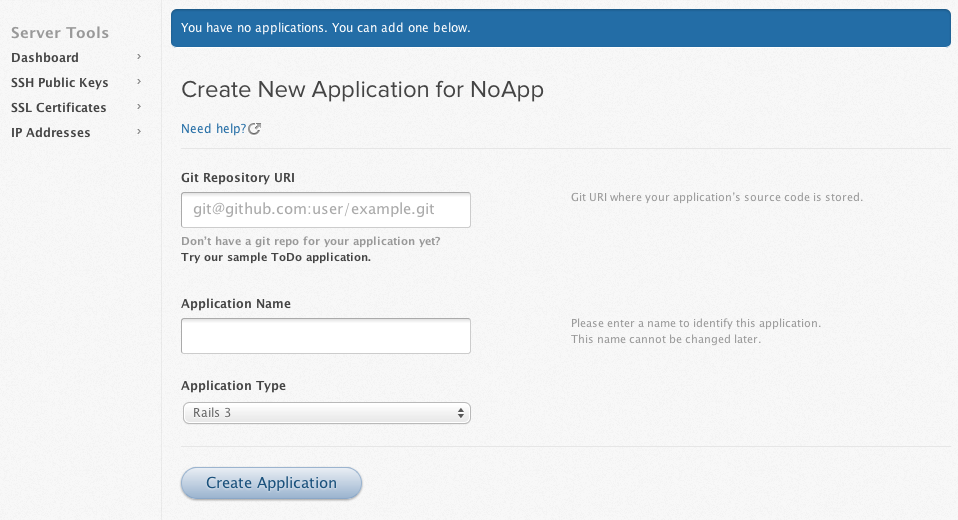 Server Tools
Dashboard
SSH Public Keys
SSL Certificates
IP Addresses
You have no applications. You can add one below.
Create New Application for NoApp
Need help?
Git Repository URI
git@github.com:user/example.git
Git URI where your application's source code is stored.
Don't have a git repo for your application yet?
Try our sample ToDo application.
Application Name
Please enter a name to identify this application.
This name cannot be changed later.
Application Type
Rails 3
Create Application